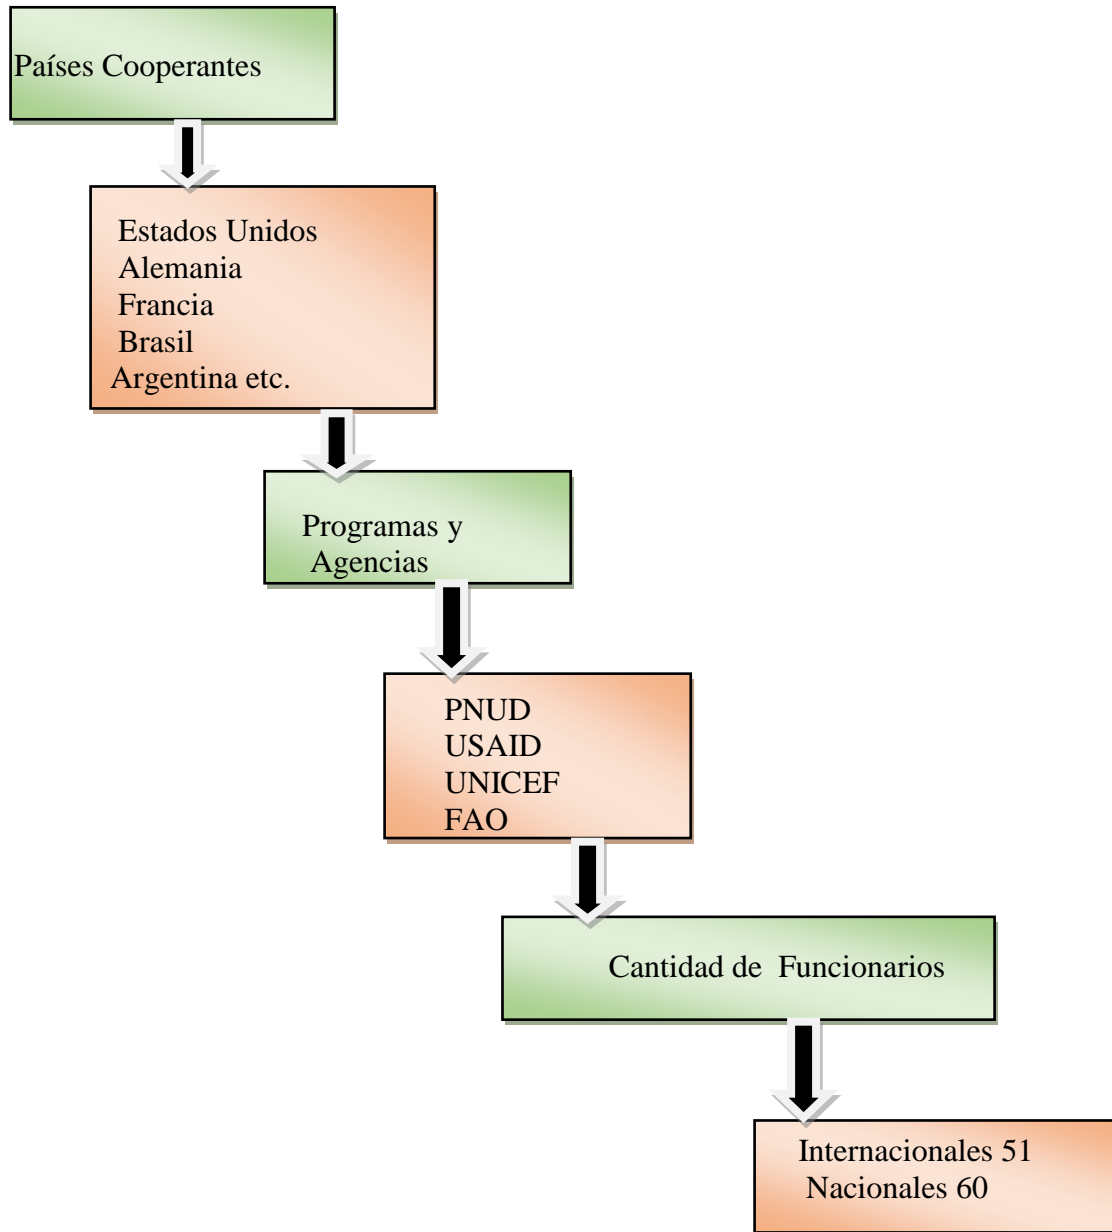 Países Cooperantes
Estados Unidos
Alemania
Francia
Brasil
Argentina etc.
Programas y
Agencias
PNUD
USAID
UNICEF
FAO
Cantidad de Funcionarios
Internacionales 51
Nacionales 60